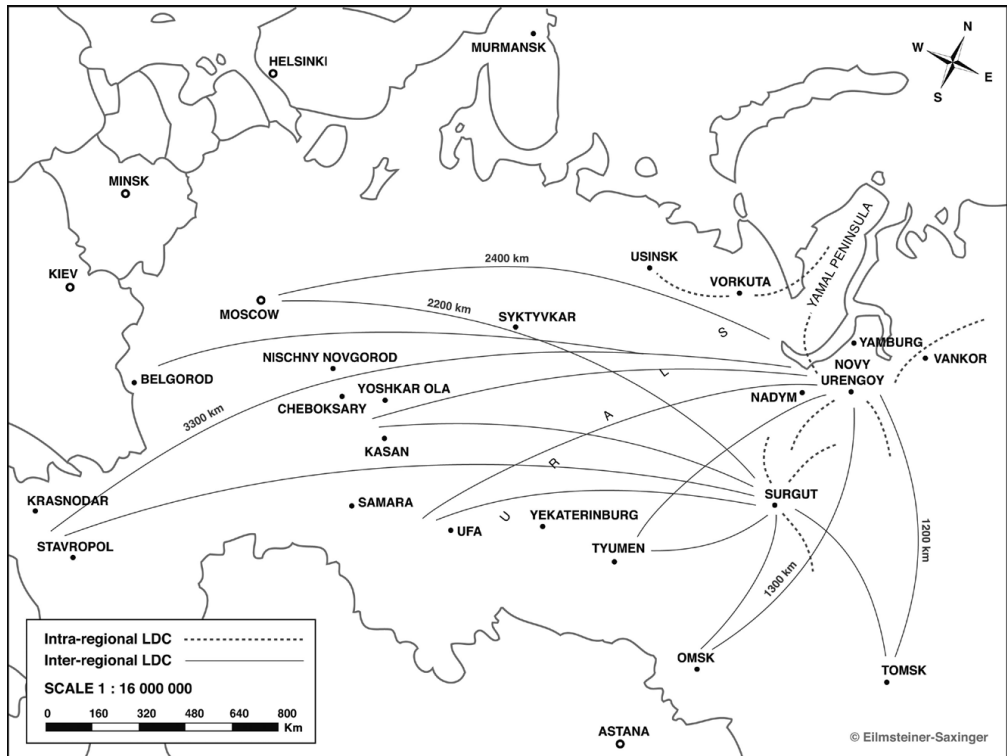 MURMANSK
HELSINKI
N
W
E
S
MINSK
KIEV
MOSCOW
2400 km
2200 km
USINSK
VORKUTA
YAMAL PENINSULA
SYKTYVKAR
NISCHNY NOVGOROD
BELGOROD
YOSHKAR OLA
CHEBOKSARY
3300 km
KASAN
YAMBURG
NOVY
URENGOY
VANKOR
NADYM
U R A L S
KRASNODAR
STAVROPOL
SAMARA
UFA
YEKATERINBURG
TYUMEN
SURGUT
1200 km
1300 km
OMSK
TOMSK
ASTANA
Intra-regional LDC
Inter-regional LDC
SCALE 1 : 16 000 000
0 160 320 480 640 800
Km
© Eilmsteiner-Saxinger